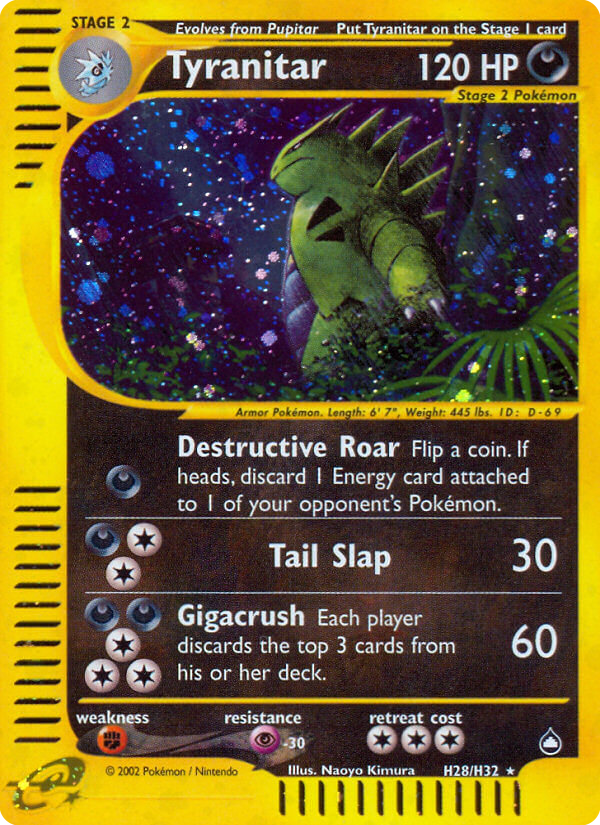 STAGE 2
Evolves from Pupitar Put Tyranitar on the Stage 1 card
Tyranitar 120 HP
Stage 2 Pokémon
Armor Pokémon. Length: 6' 7", Weight: 445 lbs. ID: D-69
Destructive Roar Flip a coin. If
heads, discard 1 Energy card attached
to 1 of your opponent's Pokémon.
Tail Slap 30
Gigacrush Each player
discards the top 3 cards from
his or her deck.
60
weakness resistance retreat cost
-30
© 2002 Pokémon / Nintendo Illus. Naoyo Kimura H28/H32 ★
e